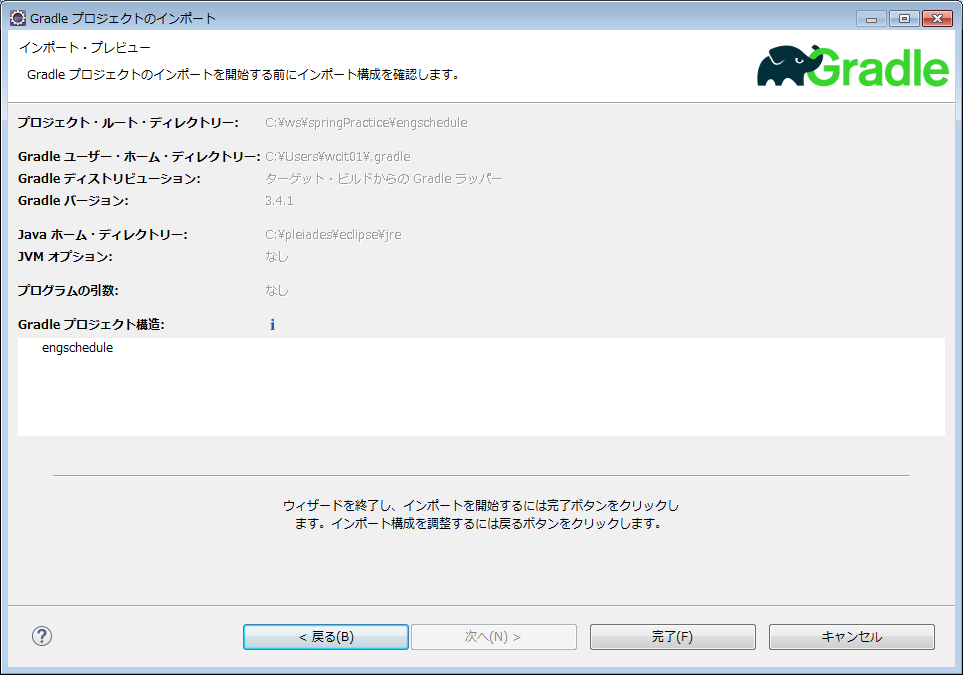 Gradle プロジェクトのインポート
インポート・プレビュー
Gradle プロジェクトのインポートを開始する前にインポート構成を確認します。
Gradle
プロジェクト・ルート・ディレクトリー: C:¥ws¥springPractice¥engschedule
Gradle ユーザー・ホーム・ディレクトリー: C:¥Users¥wcit01¥.gradle
Gradle ディストリビューション: ターゲット・ビルドからの Gradle ラッパー
Gradle バージョン: 3.4.1
Java ホーム・ディレクトリー: C:¥pleiades¥eclipse¥jre
JVM オプション: なし
プログラムの引数: なし
Gradle プロジェクト構造:
engschedule
ウィザードを終了し、インポートを開始するには完了ボタンをクリックし
ます。インポート構成を調整するには戻るボタンをクリックします。
< 戻る(B) 次へ(N) > 完了(F) キャンセル